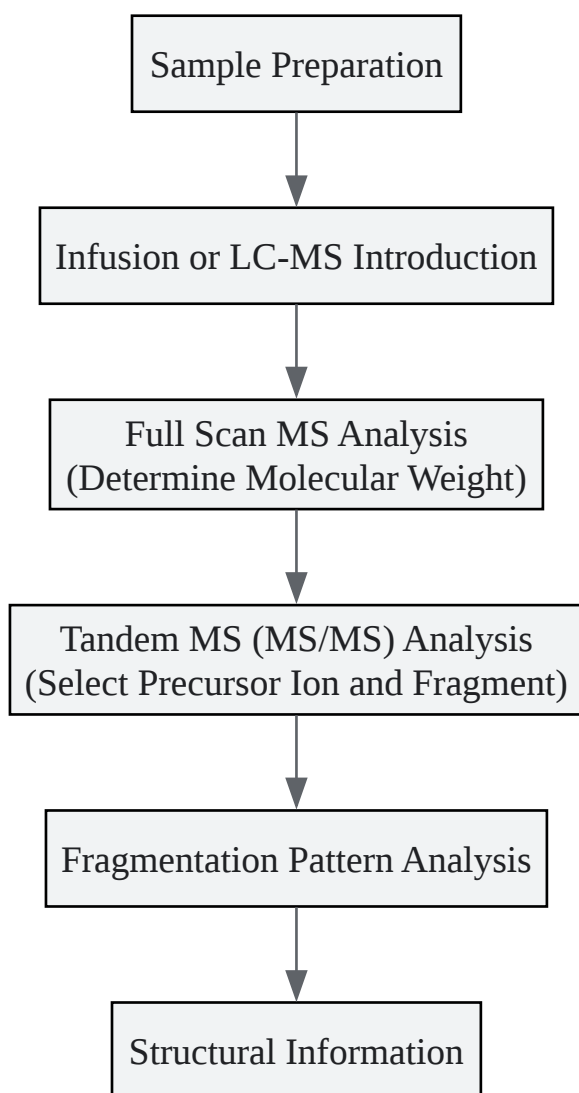 Sample Preparation
Infusion or LC-MS Introduction
Full Scan MS Analysis
(Determine Molecular Weight)
Tandem MS (MS/MS) Analysis
(Select Precursor Ion and Fragment)
Fragmentation Pattern Analysis
Structural Information